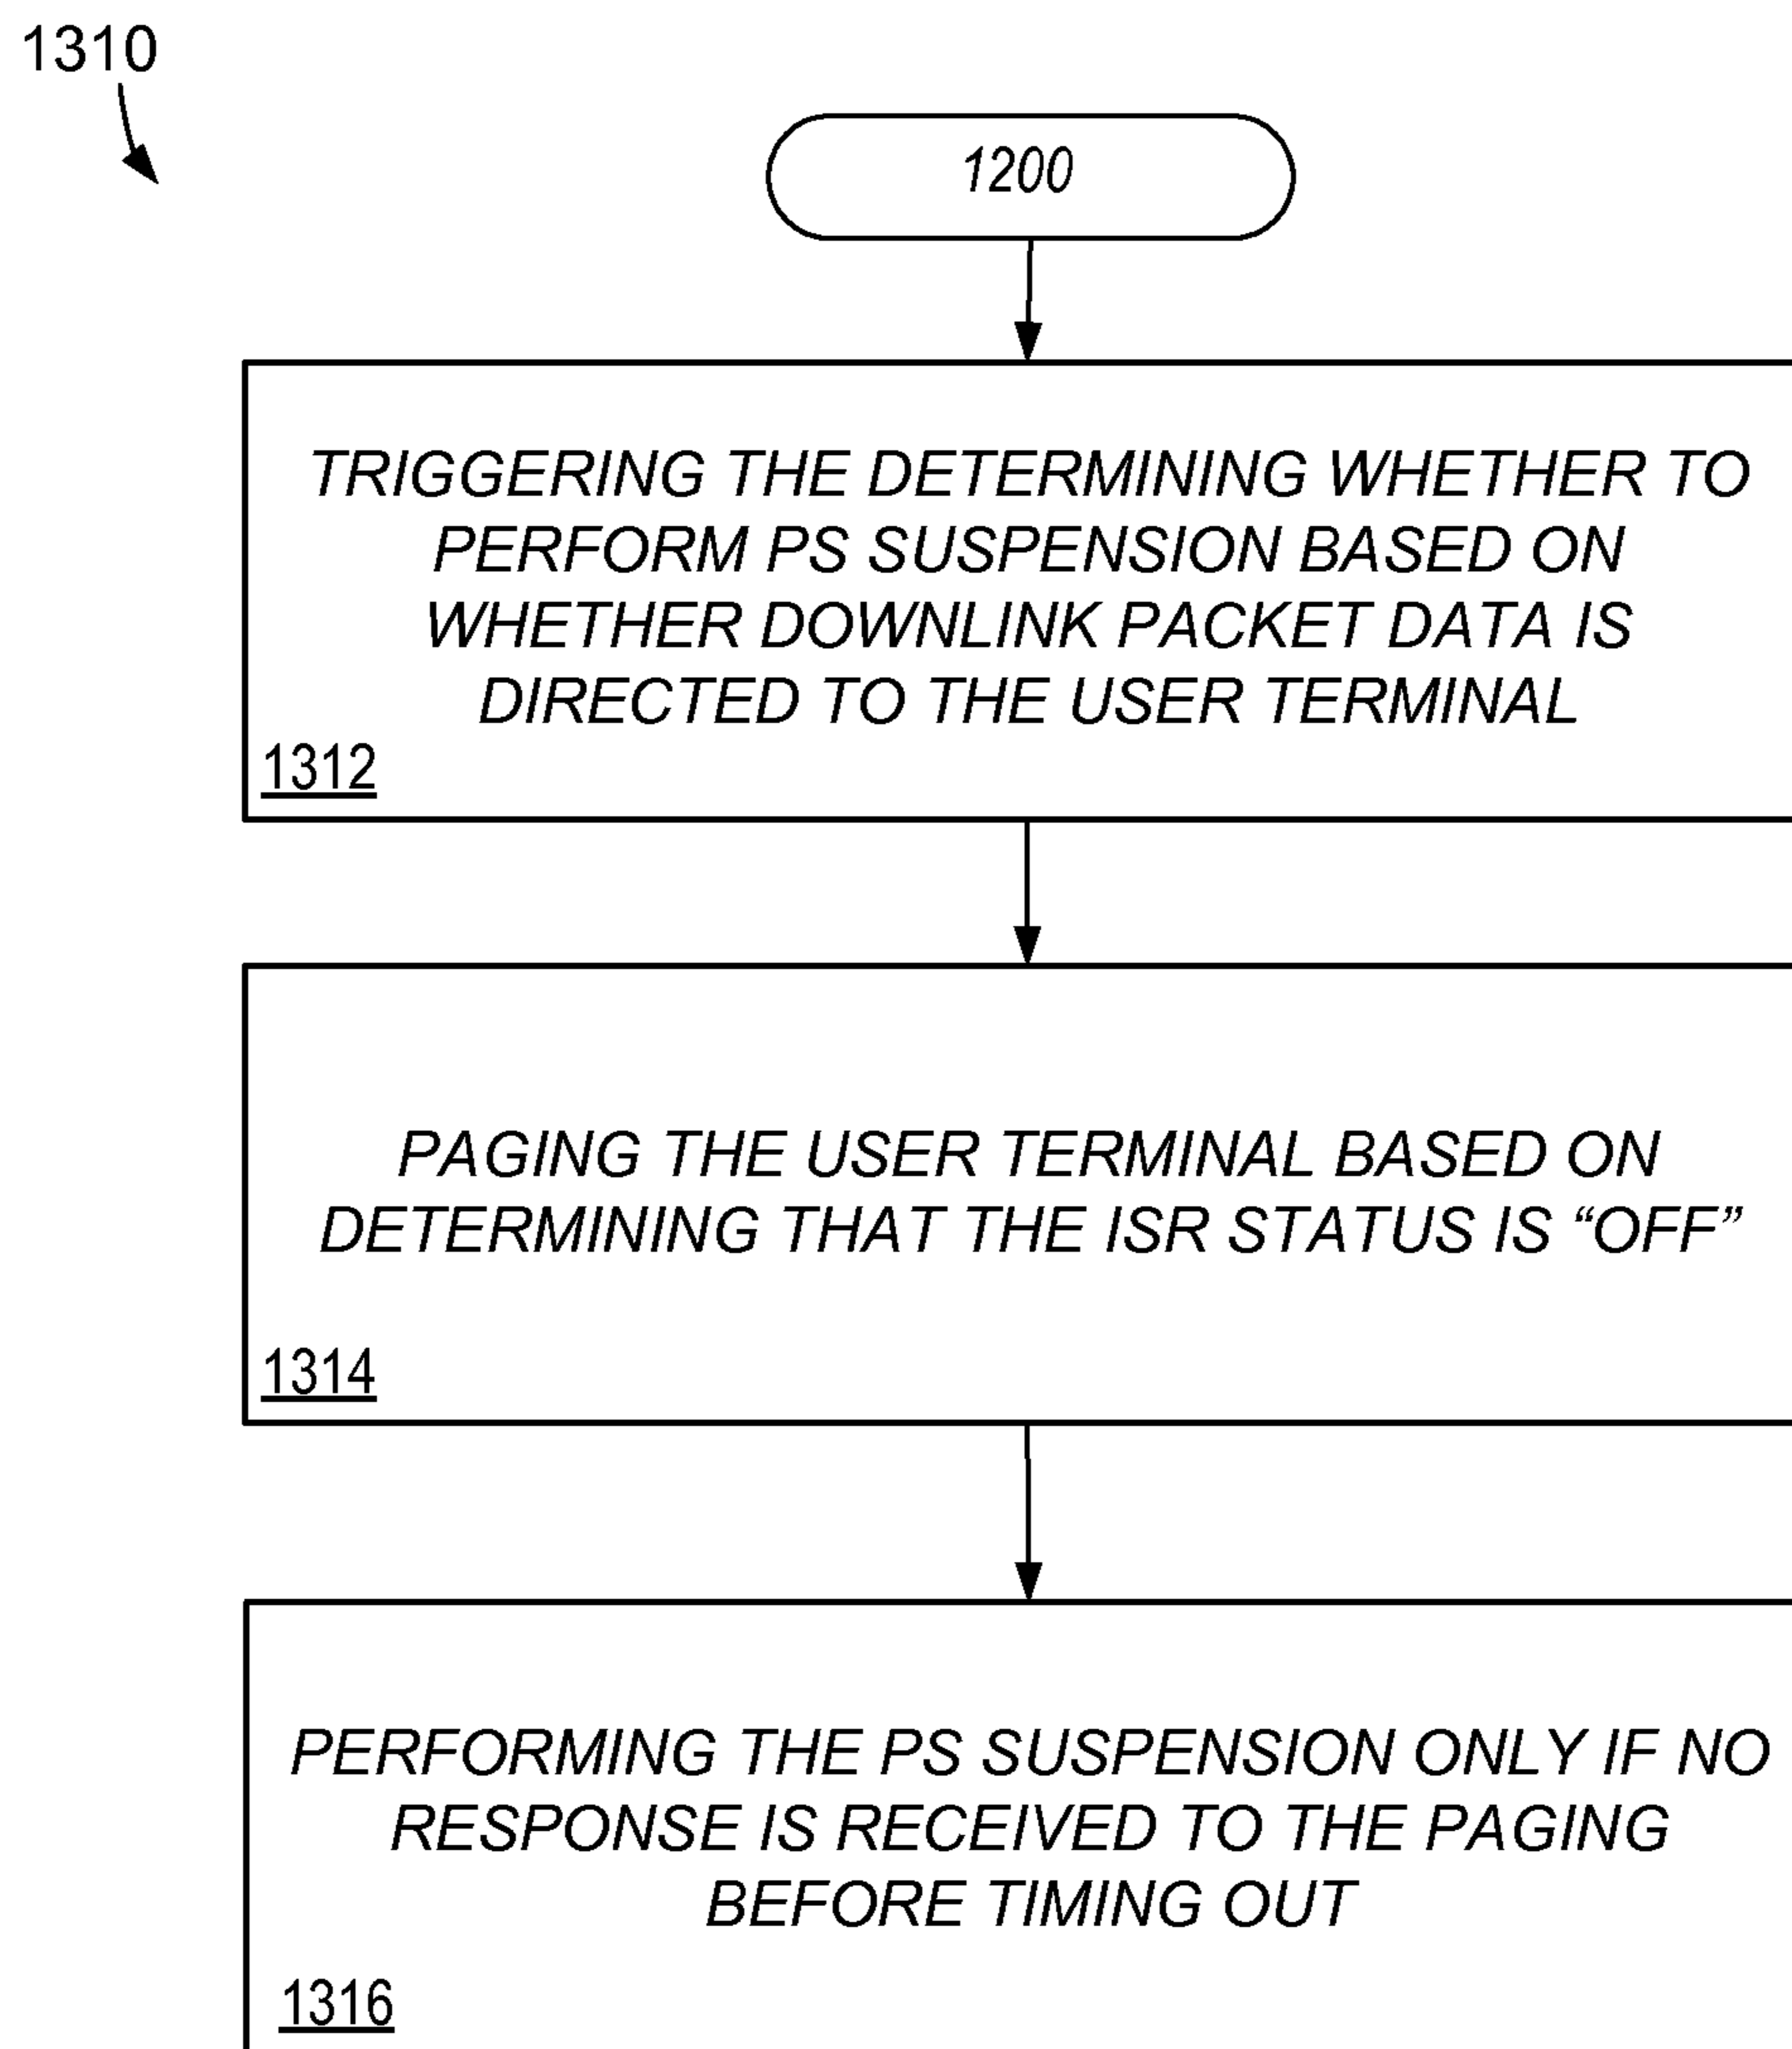 1310
1200
TRIGGERING THE DETERMINING WHETHER TO
PERFORM PS SUSPENSION BASED ON
WHETHER DOWNLINK PACKET DATA IS
DIRECTED TO THE USER TERMINAL
1312
PAGING THE USER TERMINAL BASED ON
DETERMINING THAT THE ISR STATUS IS “OFF”
1314
PERFORMING THE PS SUSPENSION ONLY IF NO
RESPONSE IS RECEIVED TO THE PAGING
BEFORE TIMING OUT
1316